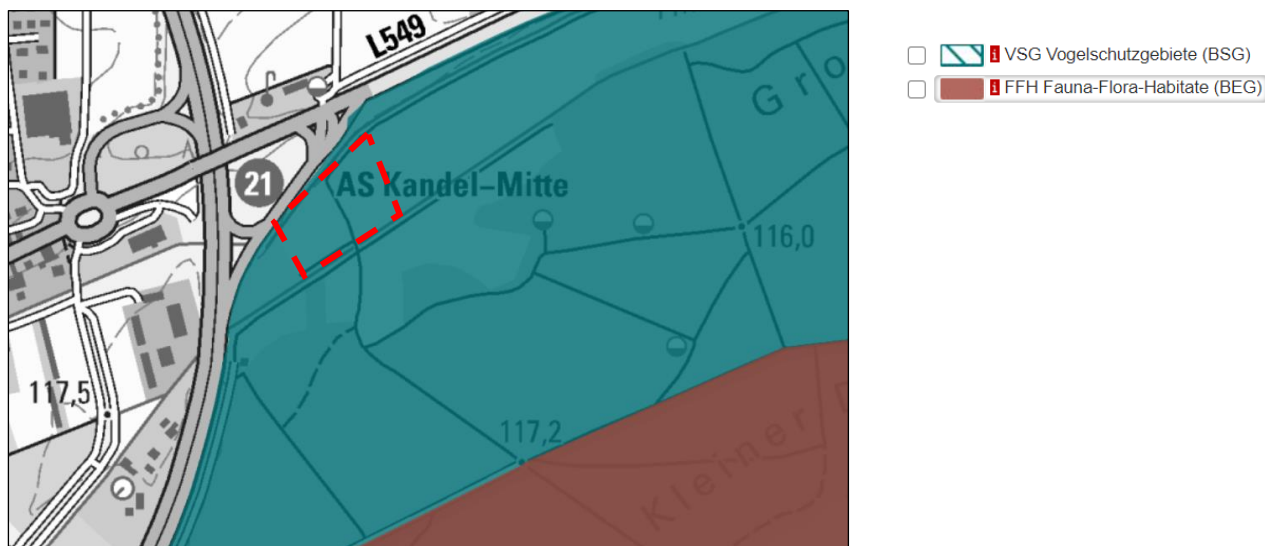 L549
Gro
21
AS Kandel-Mitte
116,0
117,5
117,2
Kleiner
VSG Vogelschutzgebiete (BSG)
FFH Fauna-Flora-Habitate (BEG)